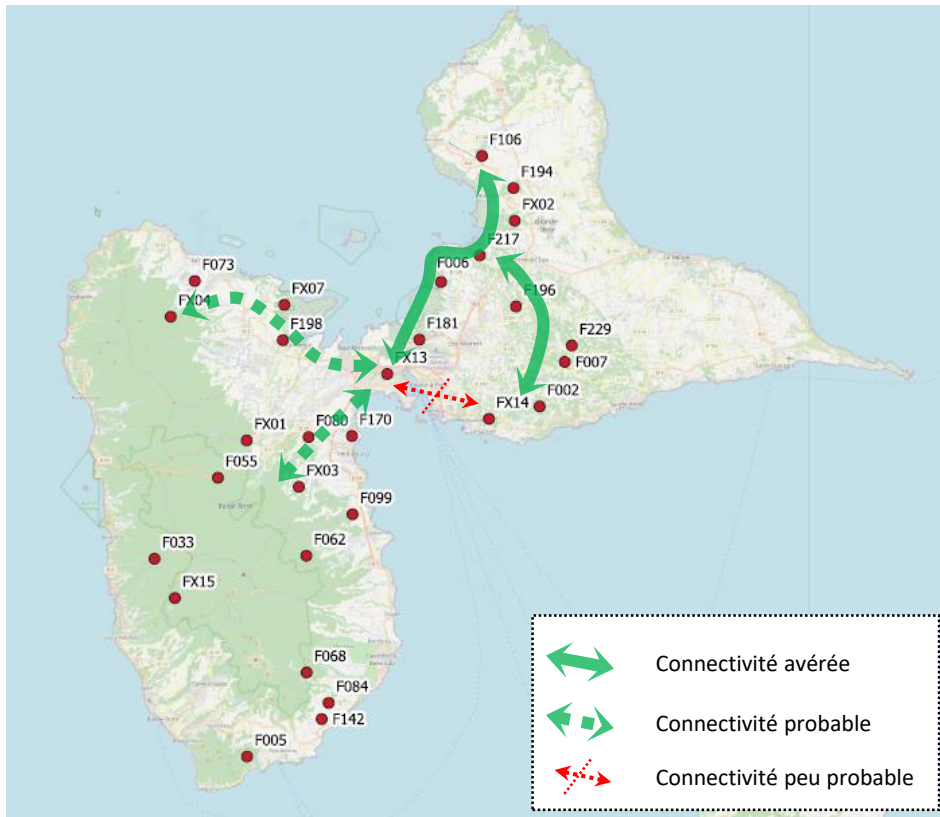 F106
F194
FX02
F217
F006
F073
FX07
FX04
F196
F198
F181
F229
F007
FX13
FX14
F002
FX01
F080
F170
F055
FX03
F099
F033
F062
FX15
F068
F084
F142
F005
Connectivité avérée
Connectivité probable
Connectivité peu probable